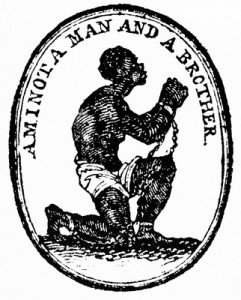 AM I NOT A MAN AND A BROTHER.